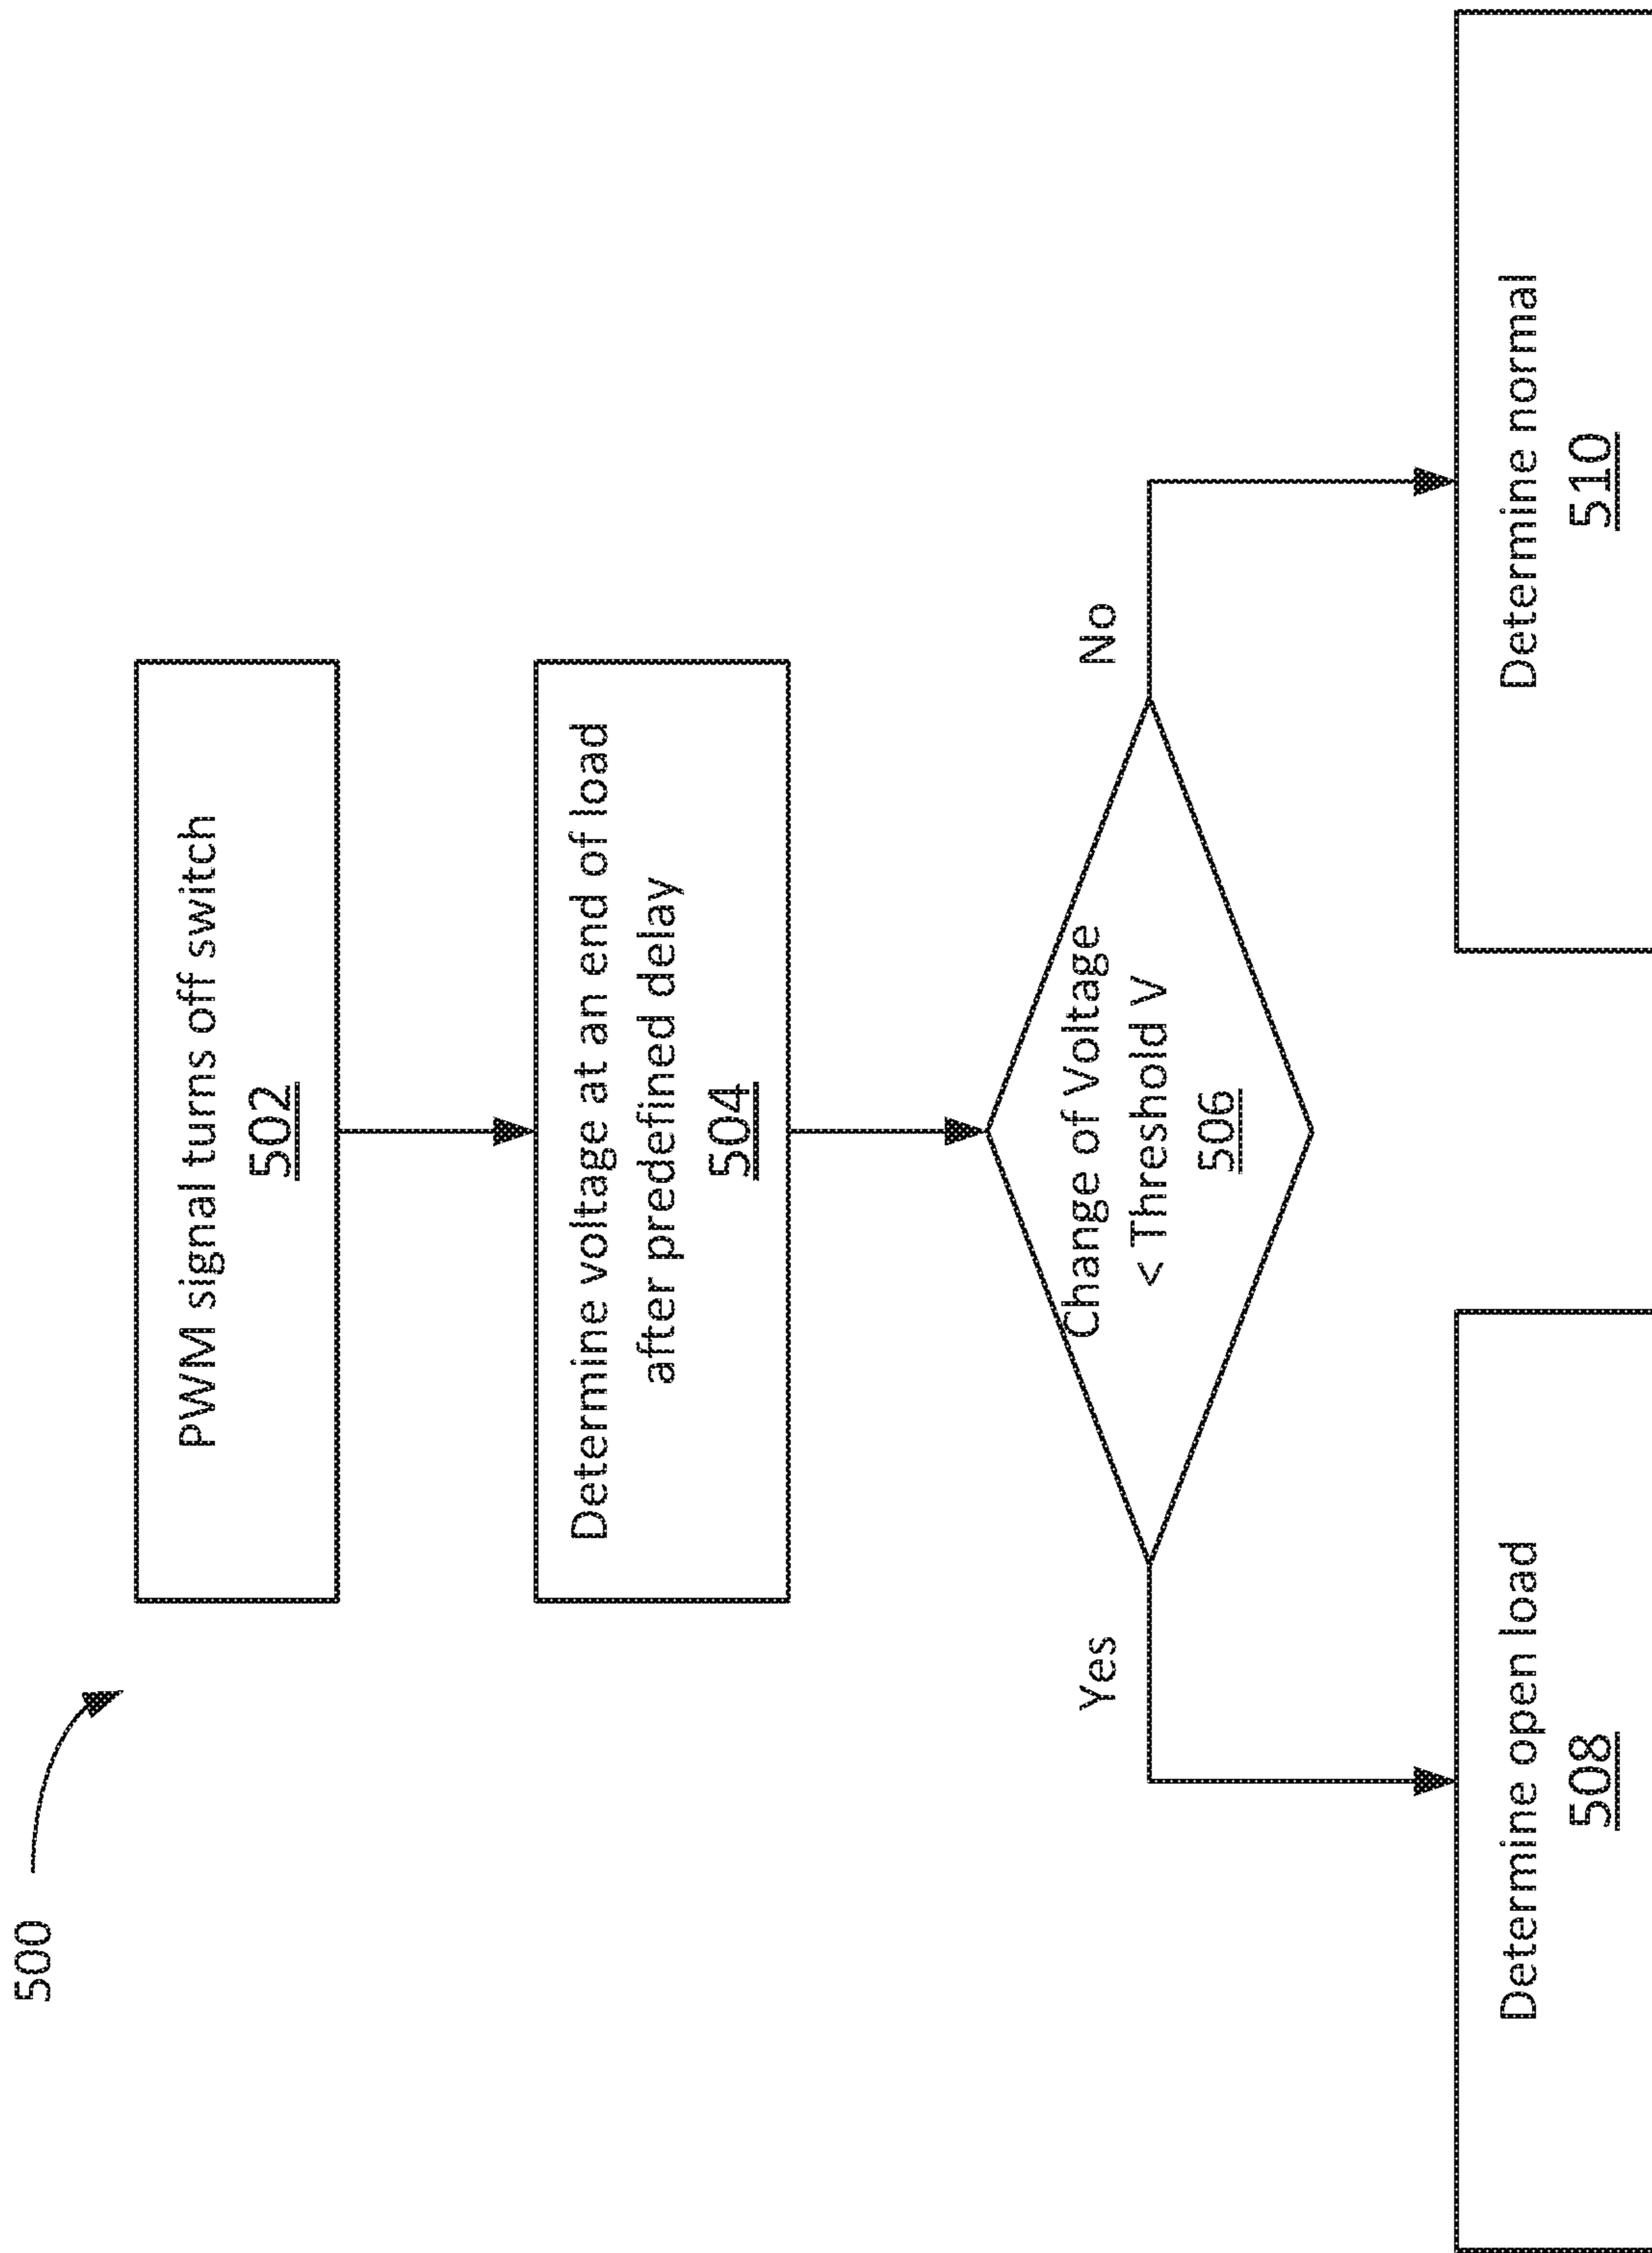 500
PWM signal turns off switch
502
Determine voltage at an end of load
after predefined delay
504
Change of Voltage
< Threshold V
506
Yes
No
Determine open load
508
Determine normal
510